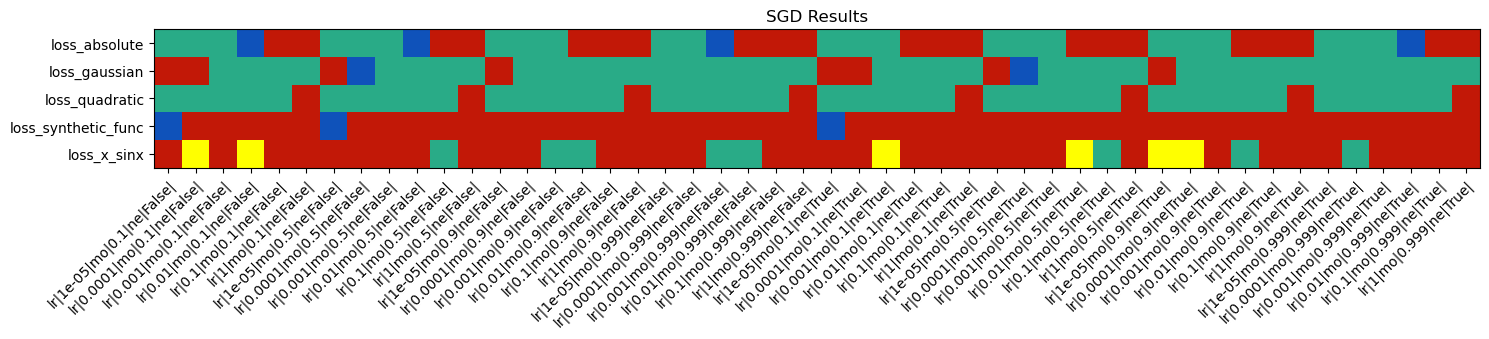 SGD Results
loss_absolute
loss_gaussian
loss_quadratic
loss_synthetic_func
loss_x_sinx
lr|1e-05|mo|0.1|ne|False|
lr|0.0001|mo|0.1|ne|False|
lr|0.001|mo|0.1|ne|False|
lr|0.01|mo|0.1|ne|False|
lr|0.1|mo|0.1|ne|False|
lr|1|mo|0.1|ne|False|
lr|1e-05|mo|0.5|ne|False|
lr|0.0001|mo|0.5|ne|False|
lr|0.001|mo|0.5|ne|False|
lr|0.01|mo|0.5|ne|False|
lr|0.1|mo|0.5|ne|False|
lr|1|mo|0.5|ne|False|
lr|1e-05|mo|0.9|ne|False|
lr|0.0001|mo|0.9|ne|False|
lr|0.001|mo|0.9|ne|False|
lr|0.01|mo|0.9|ne|False|
lr|0.1|mo|0.9|ne|False|
lr|1|mo|0.9|ne|False|
lr|1e-05|mo|0.999|ne|False|
lr|0.0001|mo|0.999|ne|False|
lr|0.001|mo|0.999|ne|False|
lr|0.01|mo|0.999|ne|False|
lr|0.1|mo|0.999|ne|False|
lr|1|mo|0.999|ne|False|
lr|1e-05|mo|0.1|ne|True|
lr|0.0001|mo|0.1|ne|True|
lr|0.001|mo|0.1|ne|True|
lr|0.01|mo|0.1|ne|True|
lr|0.1|mo|0.1|ne|True|
lr|1|mo|0.1|ne|True|
lr|1e-05|mo|0.5|ne|True|
lr|0.0001|mo|0.5|ne|True|
lr|0.001|mo|0.5|ne|True|
lr|0.01|mo|0.5|ne|True|
lr|0.1|mo|0.5|ne|True|
lr|1|mo|0.5|ne|True|
lr|1e-05|mo|0.9|ne|True|
lr|0.0001|mo|0.9|ne|True|
lr|0.001|mo|0.9|ne|True|
lr|0.01|mo|0.9|ne|True|
lr|0.1|mo|0.9|ne|True|
lr|1|mo|0.9|ne|True|
lr|1e-05|mo|0.999|ne|True|
lr|0.0001|mo|0.999|ne|True|
lr|0.001|mo|0.999|ne|True|
lr|0.01|mo|0.999|ne|True|
lr|0.1|mo|0.999|ne|True|
lr|1|mo|0.999|ne|True|